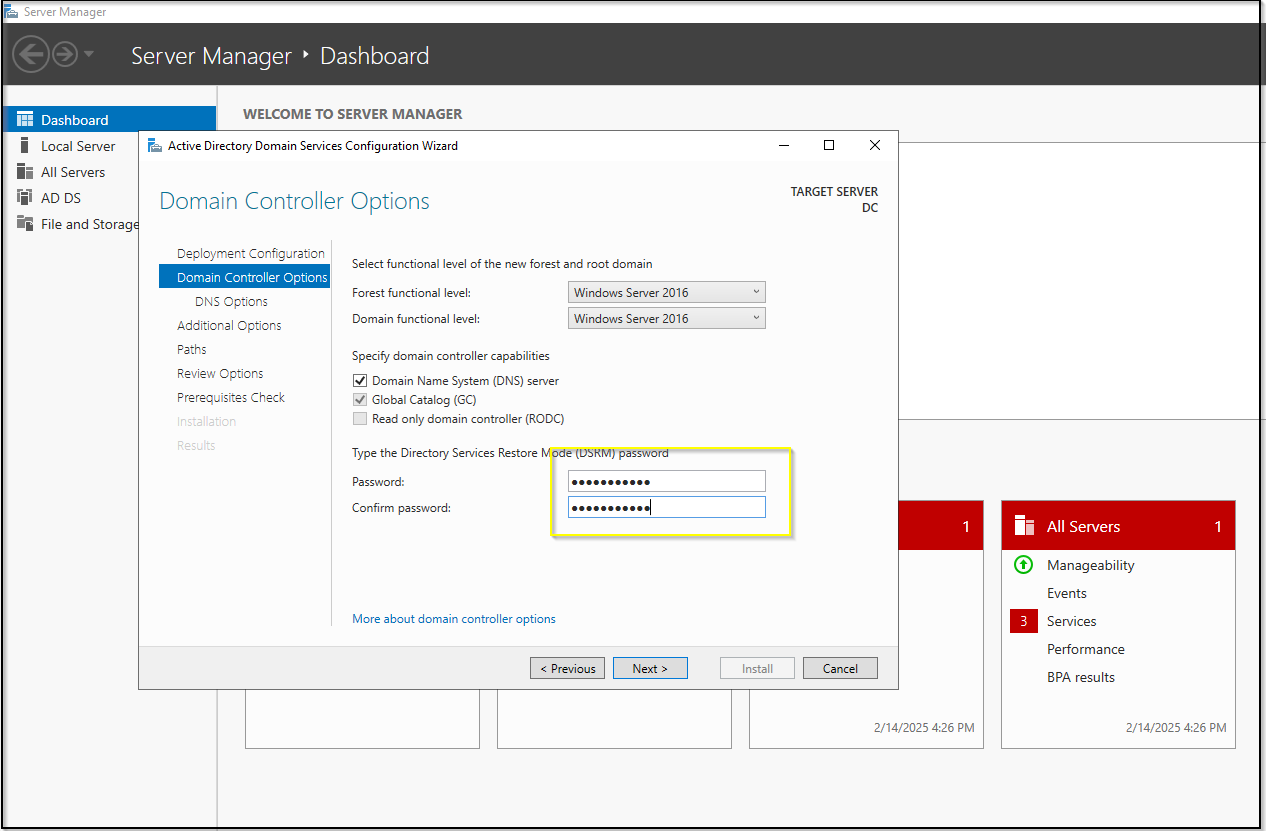 Server Manager
Server Manager ‣ Dashboard
Dashboard
Local Server
All Servers
AD DS
File and Storage
WELCOME TO SERVER MANAGER
Active Directory Domain Services Configuration Wizard
Domain Controller Options
TARGET SERVER
DC
Deployment Configuration
Domain Controller Options
DNS Options
Additional Options
Paths
Review Options
Prerequisites Check
Installation
Results
Select functional level of the new forest and root domain
Forest functional level: Windows Server 2016
Domain functional level: Windows Server 2016
Specify domain controller capabilities
Domain Name System (DNS) server
Global Catalog (GC)
Read only domain controller (RODC)
Type the Directory Services Restore Mode (DSRM) password
Password: ●●●●●●●●●●●
Confirm password: ●●●●●●●●●●●
More about domain controller options
< Previous Next > Install Cancel
1
2/14/2025 4:26 PM
All Servers 1
Manageability
Events
3 Services
Performance
BPA results
2/14/2025 4:26 PM